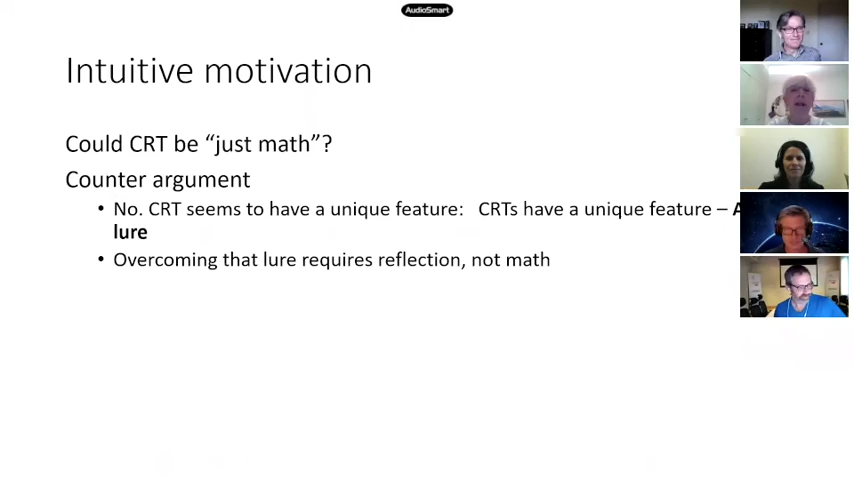 AudioSmart
Intuitive motivation
Could CRT be “just math”?
Counter argument
• No. CRT seems to have a unique feature: CRTs have a unique feature –
lure
• Overcoming that lure requires reflection, not math